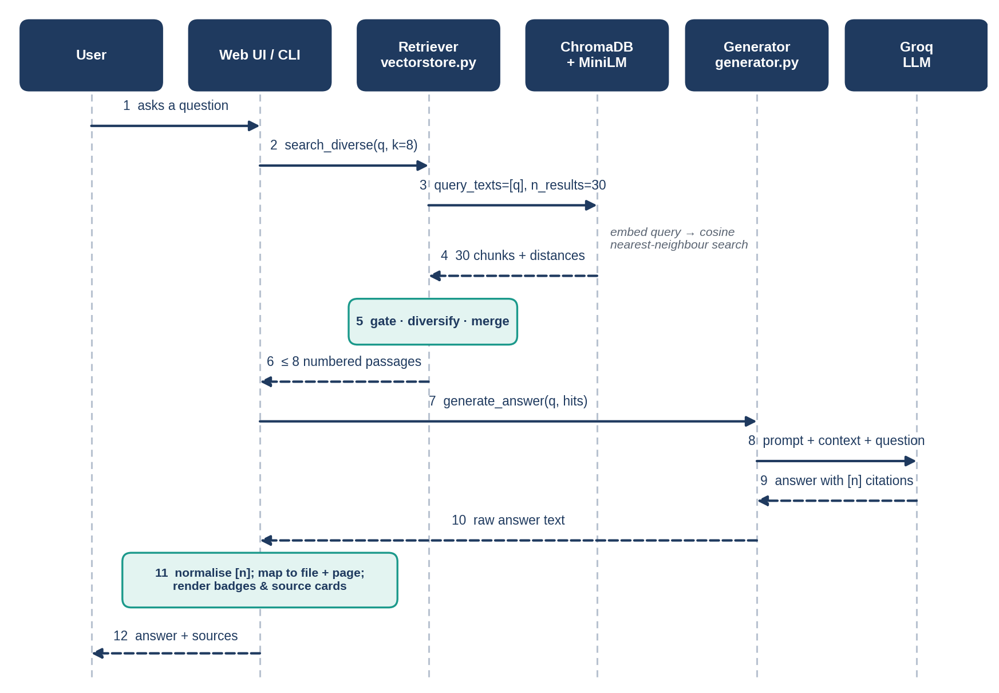 User
Web UI / CLI
Retriever
vectorstore.py
ChromaDB
+ MiniLM
Generator
generator.py
Groq
LLM
1  asks a question
2  search_diverse(q, k=8)
3  query_texts=[q], n_results=30
embed query → cosine
nearest-neighbour search
4  30 chunks + distances
5  gate · diversify · merge
6  ≤ 8 numbered passages
7  generate_answer(q, hits)
8  prompt + context + question
9  answer with [n] citations
10  raw answer text
11  normalise [n]; map to file + page;
render badges & source cards
12  answer + sources